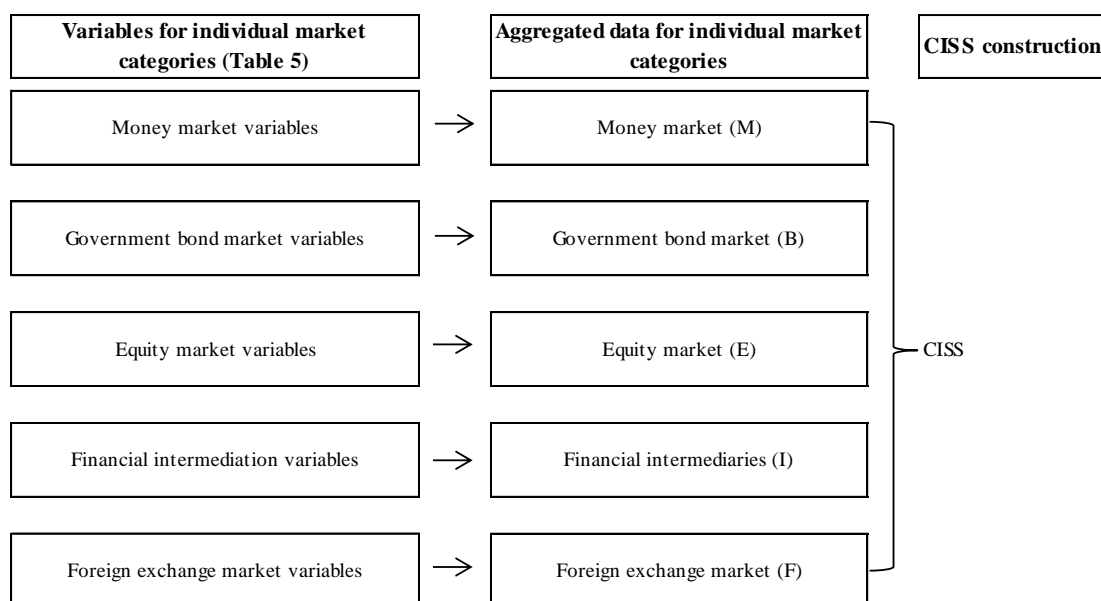 Variables for individual market
categories (Table 5)
Aggregated data for individual market
categories
CISS construction
Money market variables
Money market (M)
Government bond market variables
Government bond market (B)
Equity market variables
Equity market (E)
CISS
Financial intermediation variables
Financial intermediaries (I)
Foreign exchange market variables
Foreign exchange market (F)